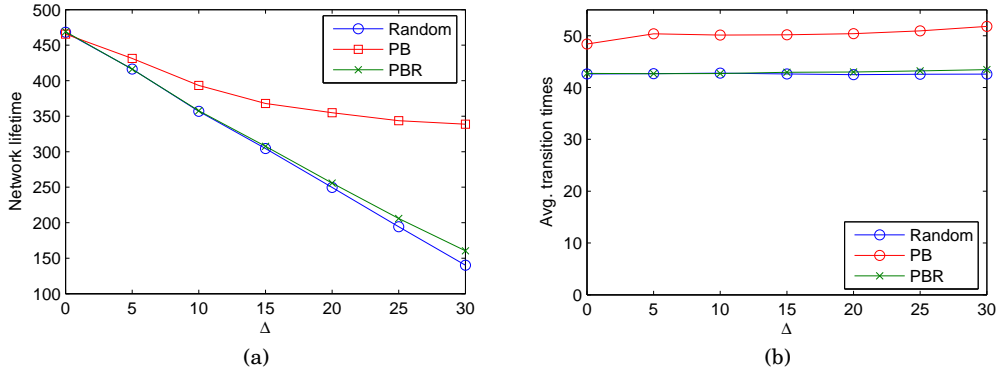 500
450
400
350
300
250
200
150
100
Network lifetime
Random
PB
PBR
0 5 10 15 20 25 30
Δ
(a)
50
40
30
20
10
0
Avg. transition times
Random
PB
PBR
0 5 10 15 20 25 30
Δ
(b)